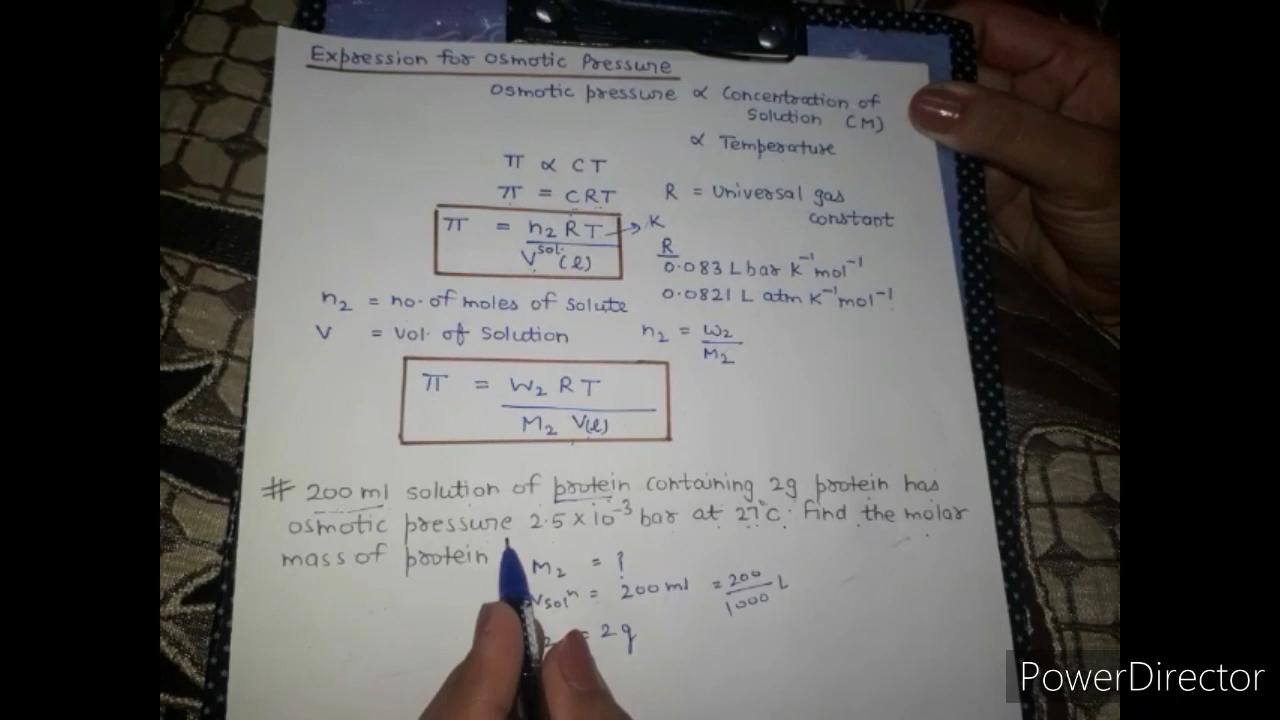 Expression for Osmotic Pressure
Osmotic pressure ∝ Concentration of
Solution (M)
∝ Temperature
π ∝ CT
π = CRT R = Universal gas
constant
π = n₂ R T → K
V sol. (l)
R
0.083 L bar K⁻¹ mol⁻¹
0.0821 L atm K⁻¹ mol⁻¹
n₂ = no. of moles of solute
V = Vol. of Solution n₂ = W₂
M₂
π = W₂ R T
M₂ V(l)
# 200 ml solution of protein containing 2g protein has
osmotic pressure 2.5 × 10⁻³ bar at 27°C. Find the molar
mass of protein
M₂ = ?
Vsolⁿ = 200 ml = 200/1000 L
2 = 2g
PowerDirector